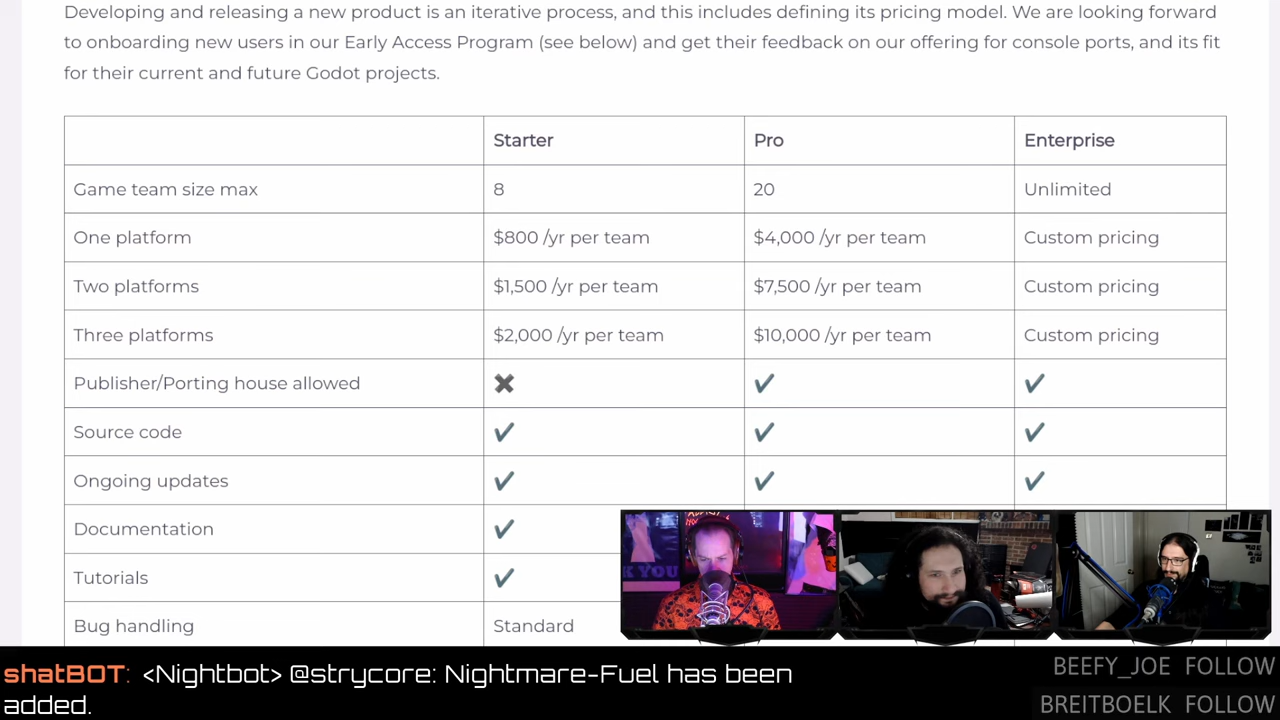 Developing and releasing a new product is an iterative process, and this includes defining its pricing model. We are looking forward
to onboarding new users in our Early Access Program (see below) and get their feedback on our offering for console ports, and its fit
for their current and future Godot projects.
Starter Pro Enterprise
Game team size max 8 20 Unlimited
One platform $800 /yr per team $4,000 /yr per team Custom pricing
Two platforms $1,500 /yr per team $7,500 /yr per team Custom pricing
Three platforms $2,000 /yr per team $10,000 /yr per team Custom pricing
Publisher/Porting house allowed ✖ ✔ ✔
Source code ✔ ✔ ✔
Ongoing updates ✔ ✔ ✔
Documentation ✔
Tutorials ✔
Bug handling Standard
K YOU
shatBOT: <Nightbot> @strycore: Nightmare-Fuel has been
added.
BEEFY_JOE FOLLOW
BREITBOELK FOLLOW